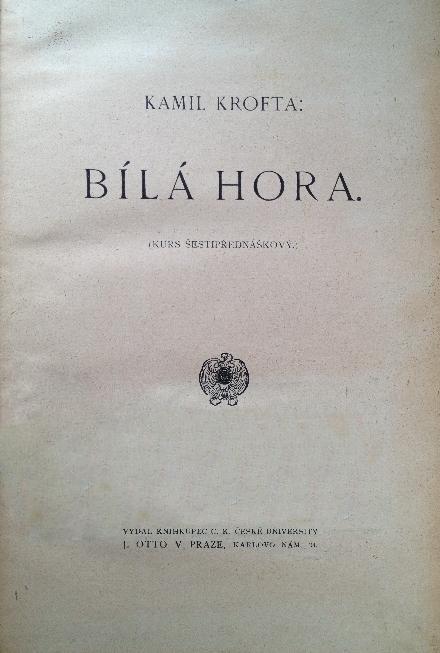 KAMIL KROFTA:
BÍLÁ HORA.
(KURS ŠESTIPŘEDNÁŠKOVÝ.)
VYDAL KNIHKUPEC C. K. ČESKÉ UNIVERSITY
J. OTTO V PRAZE, KARLOVO NÁM. 34.